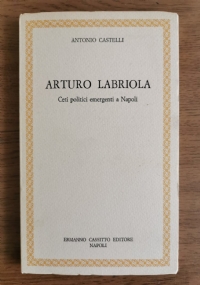 ANTONIO CASTELLI
ARTURO LABRIOLA
Ceti politici emergenti a Napoli
ERMANNO CASSITTO EDITORE
NAPOLI